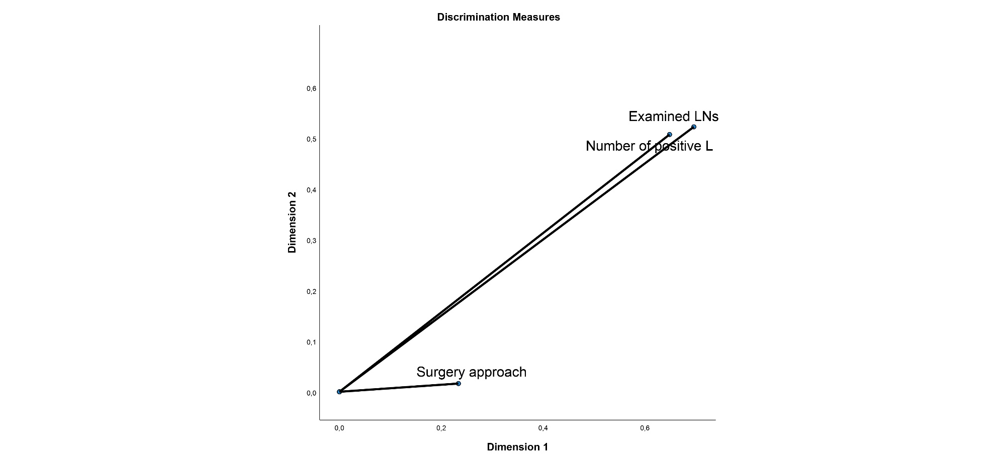 Discrimination Measures
0,6
Examined LNs
0,5
Number of positive L
0,4
Dimension 2
0,3
0,2
0,1
Surgery approach
0,0
0,0 0,2 0,4 0,6
Dimension 1